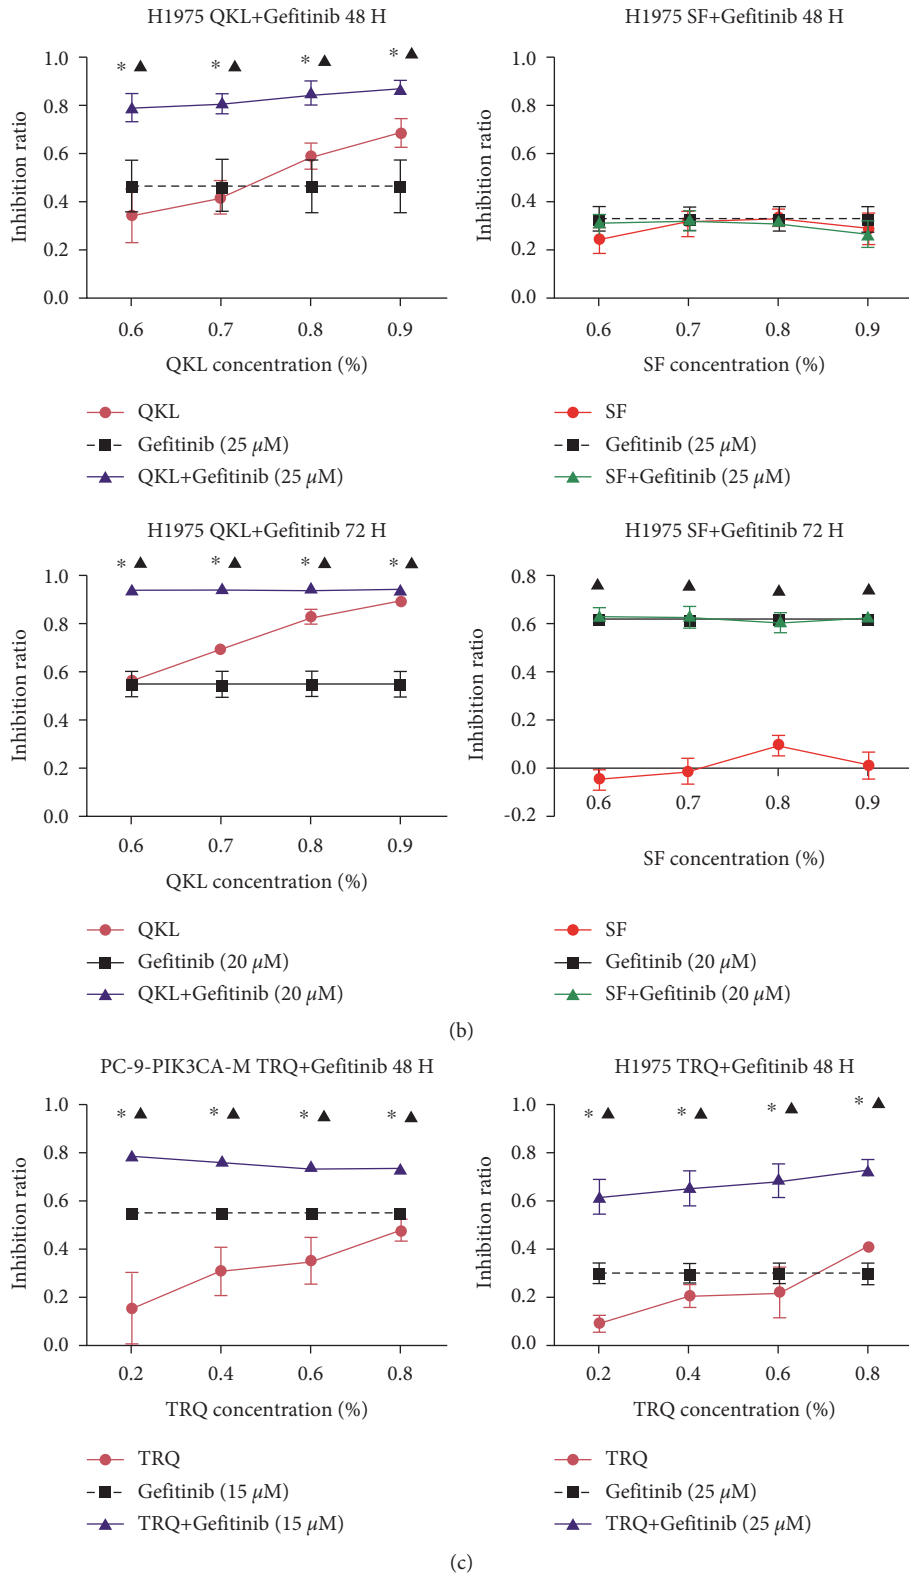 H1975 QKL+Gefitinib 48 H
* ▲ * ▲ * ▲ * ▲
1.0
0.8
0.6
0.4
0.2
0.0
Inhibition ratio
0.6 0.7 0.8 0.9
QKL concentration (%)
QKL
Gefitinib (25 μM)
QKL+Gefitinib (25 μM)
H1975 SF+Gefitinib 48 H
1.0
0.8
0.6
0.4
0.2
0.0
Inhibition ratio
0.6 0.7 0.8 0.9
SF concentration (%)
SF
Gefitinib (25 μM)
SF+Gefitinib (25 μM)
H1975 QKL+Gefitinib 72 H
* ▲ * ▲ * ▲ * ▲
1.0
0.8
0.6
0.4
0.2
0.0
Inhibition ratio
0.6 0.7 0.8 0.9
QKL concentration (%)
QKL
Gefitinib (20 μM)
QKL+Gefitinib (20 μM)
H1975 SF+Gefitinib 72 H
▲ ▲ ▲ ▲
0.8
0.6
0.4
0.2
0.0
-0.2
Inhibition ratio
0.6 0.7 0.8 0.9
SF concentration (%)
SF
Gefitinib (20 μM)
SF+Gefitinib (20 μM)
(b)
PC-9-PIK3CA-M TRQ+Gefitinib 48 H
* ▲ * ▲ * ▲ * ▲
1.0
0.8
0.6
0.4
0.2
0.0
Inhibition ratio
0.2 0.4 0.6 0.8
TRQ concentration (%)
TRQ
Gefitinib (15 μM)
TRQ+Gefitinib (15 μM)
H1975 TRQ+Gefitinib 48 H
* ▲ * ▲ * ▲ * ▲
1.0
0.8
0.6
0.4
0.2
0.0
Inhibition ratio
0.2 0.4 0.6 0.8
TRQ concentration (%)
TRQ
Gefitinib (25 μM)
TRQ+Gefitinib (25 μM)
(c)